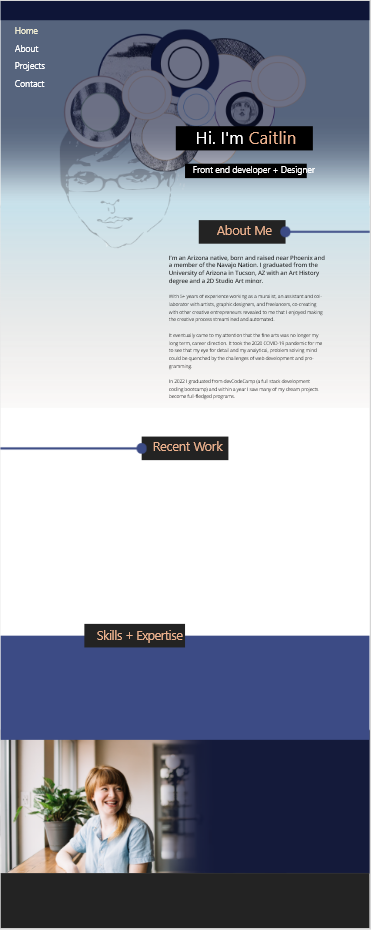 Home
About
Projects
Contact
Hi. I'm Caitlin
Front end developer + Designer
About Me
I'm an Arizona native, born and raised near Phoenix and
a member of the Navajo Nation. I graduated from the
University of Arizona in Tucson, AZ with an Art History
degree and a 2D Studio Art minor.
With 15+ years of experience working as a muralist, an assistant and co-
laborator with artists, graphic designers, and freelancers, co-creating
with other creative entrepreneurs revealed to me that I enjoyed making
the creative process streamlined and automated.
It eventually came to my attention that the fine arts was no longer my
long term, career direction. It took the 2020 COVID-19 pandemic for me
to see that my eye for detail and my analytical, problem solving mind
could be quenched by the challenges of web development and pro-
gramming.
In 2022 I graduated from devCodeCamp (a full stack development
coding bootcamp) and within a year I saw many of my dream projects
become full-fledged programs.
Recent Work
Skills + Expertise